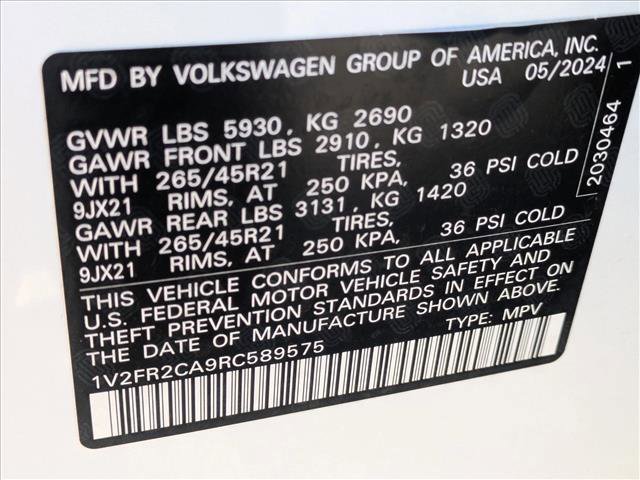 MFD BY VOLKSWAGEN GROUP OF AMERICA, INC.
USA 05/2024
GVWR LBS 5930, KG 2690
GAWR FRONT LBS 2910, KG 1320
WITH 265/45R21 TIRES,
9JX21 RIMS, AT 250 KPA, 36 PSI COLD
GAWR REAR LBS 3131, KG 1420
WITH 265/45R21 TIRES,
9JX21 RIMS, AT 250 KPA, 36 PSI COLD
THIS VEHICLE CONFORMS TO ALL APPLICABLE
U.S. FEDERAL MOTOR VEHICLE SAFETY AND
THEFT PREVENTION STANDARDS IN EFFECT ON
THE DATE OF MANUFACTURE SHOWN ABOVE.
TYPE: MPV
1V2FR2CA9RC589575
2030464 1